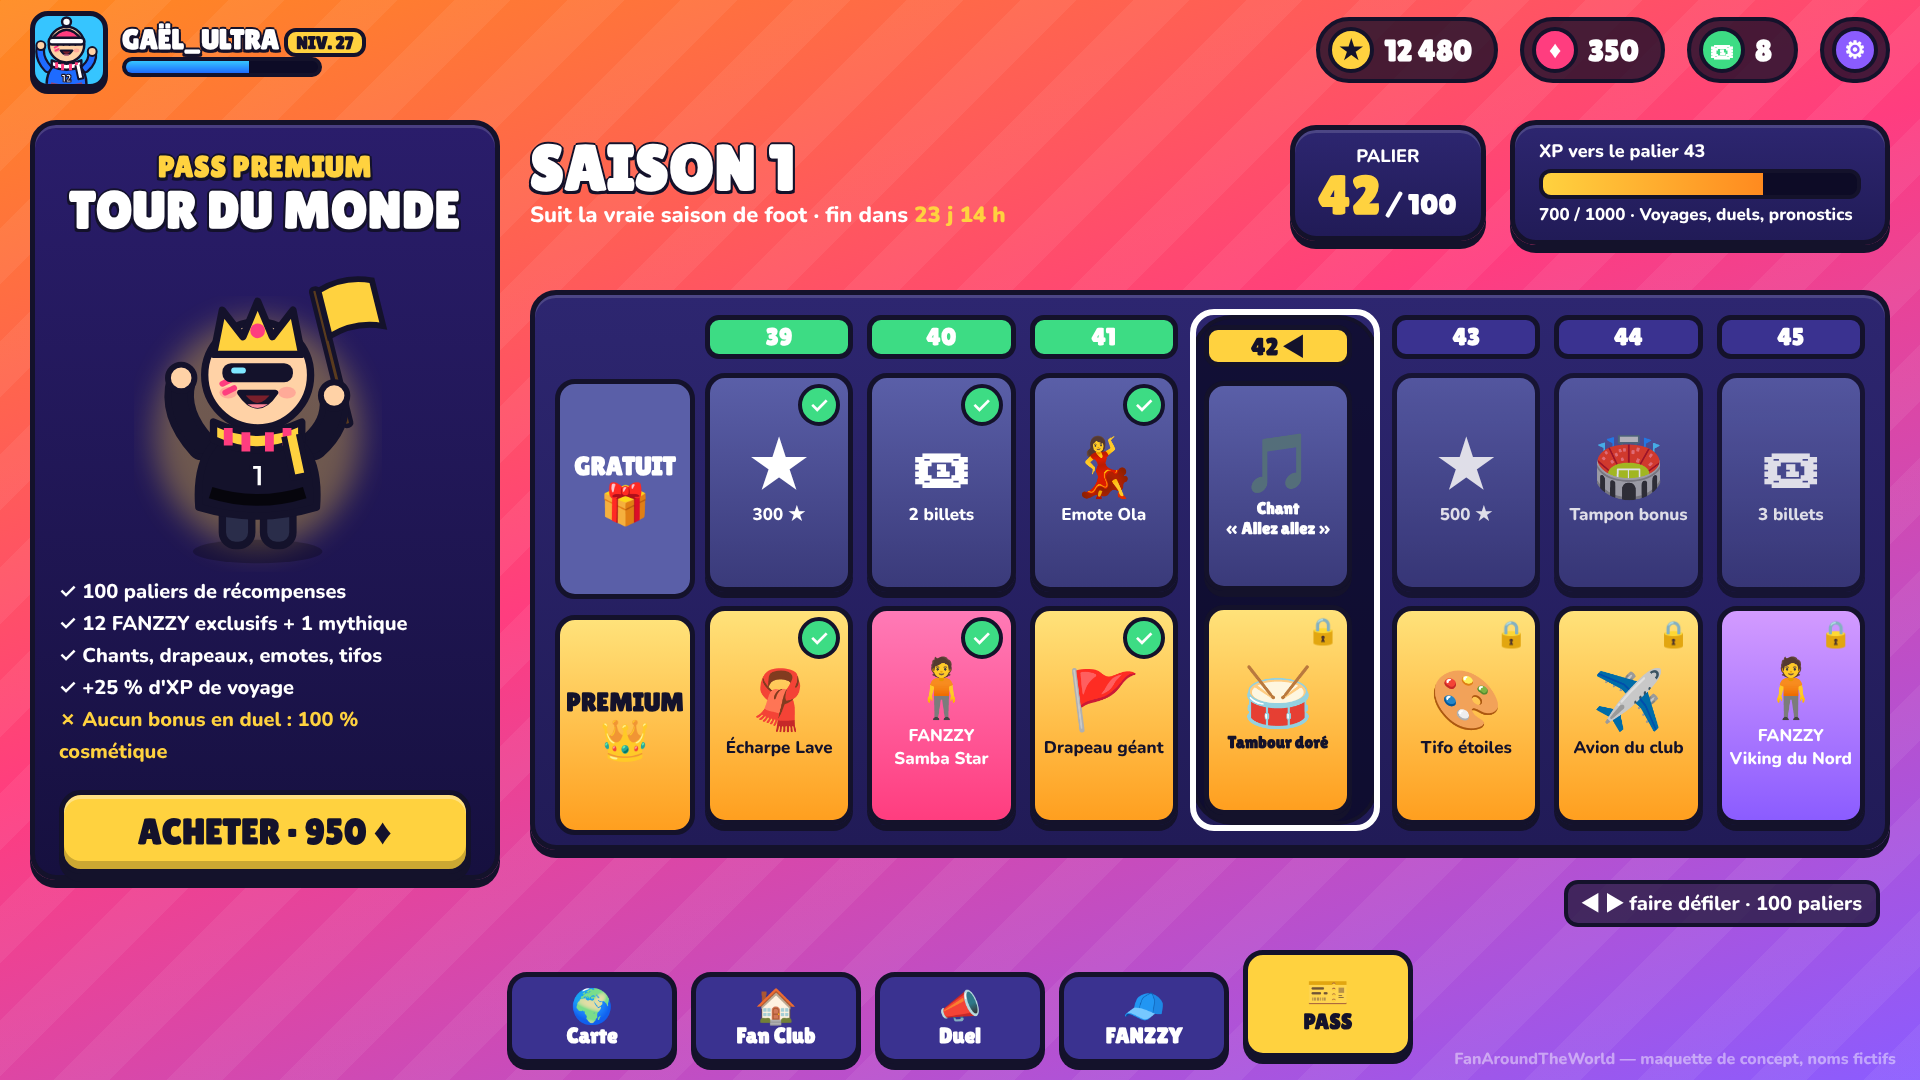 GAËL_ULTRA NIV. 27
12 480
350
8
PASS PREMIUM
TOUR DU MONDE
1
✓ 100 paliers de récompenses
✓ 12 FANZZY exclusifs + 1 mythique
✓ Chants, drapeaux, emotes, tifos
✓ +25 % d'XP de voyage
× Aucun bonus en duel : 100 %
cosmétique
ACHETER · 950 ♦
SAISON 1
Suit la vraie saison de foot · fin dans 23 j 14 h
PALIER
42 / 100
XP vers le palier 43
700 / 1000 · Voyages, duels, pronostics
39
40
41
42 ◀
43
44
45
GRATUIT
300 ★
2 billets
Emote Ola
Chant
« Allez allez »
500 ★
Tampon bonus
3 billets
PREMIUM
Écharpe Lave
FANZZY
Samba Star
Drapeau géant
Tambour doré
Tifo étoiles
Avion du club
FANZZY
Viking du Nord
◀ ▶ faire défiler · 100 paliers
Carte
Fan Club
Duel
FANZZY
PASS
FanAroundTheWorld — maquette de concept, noms fictifs